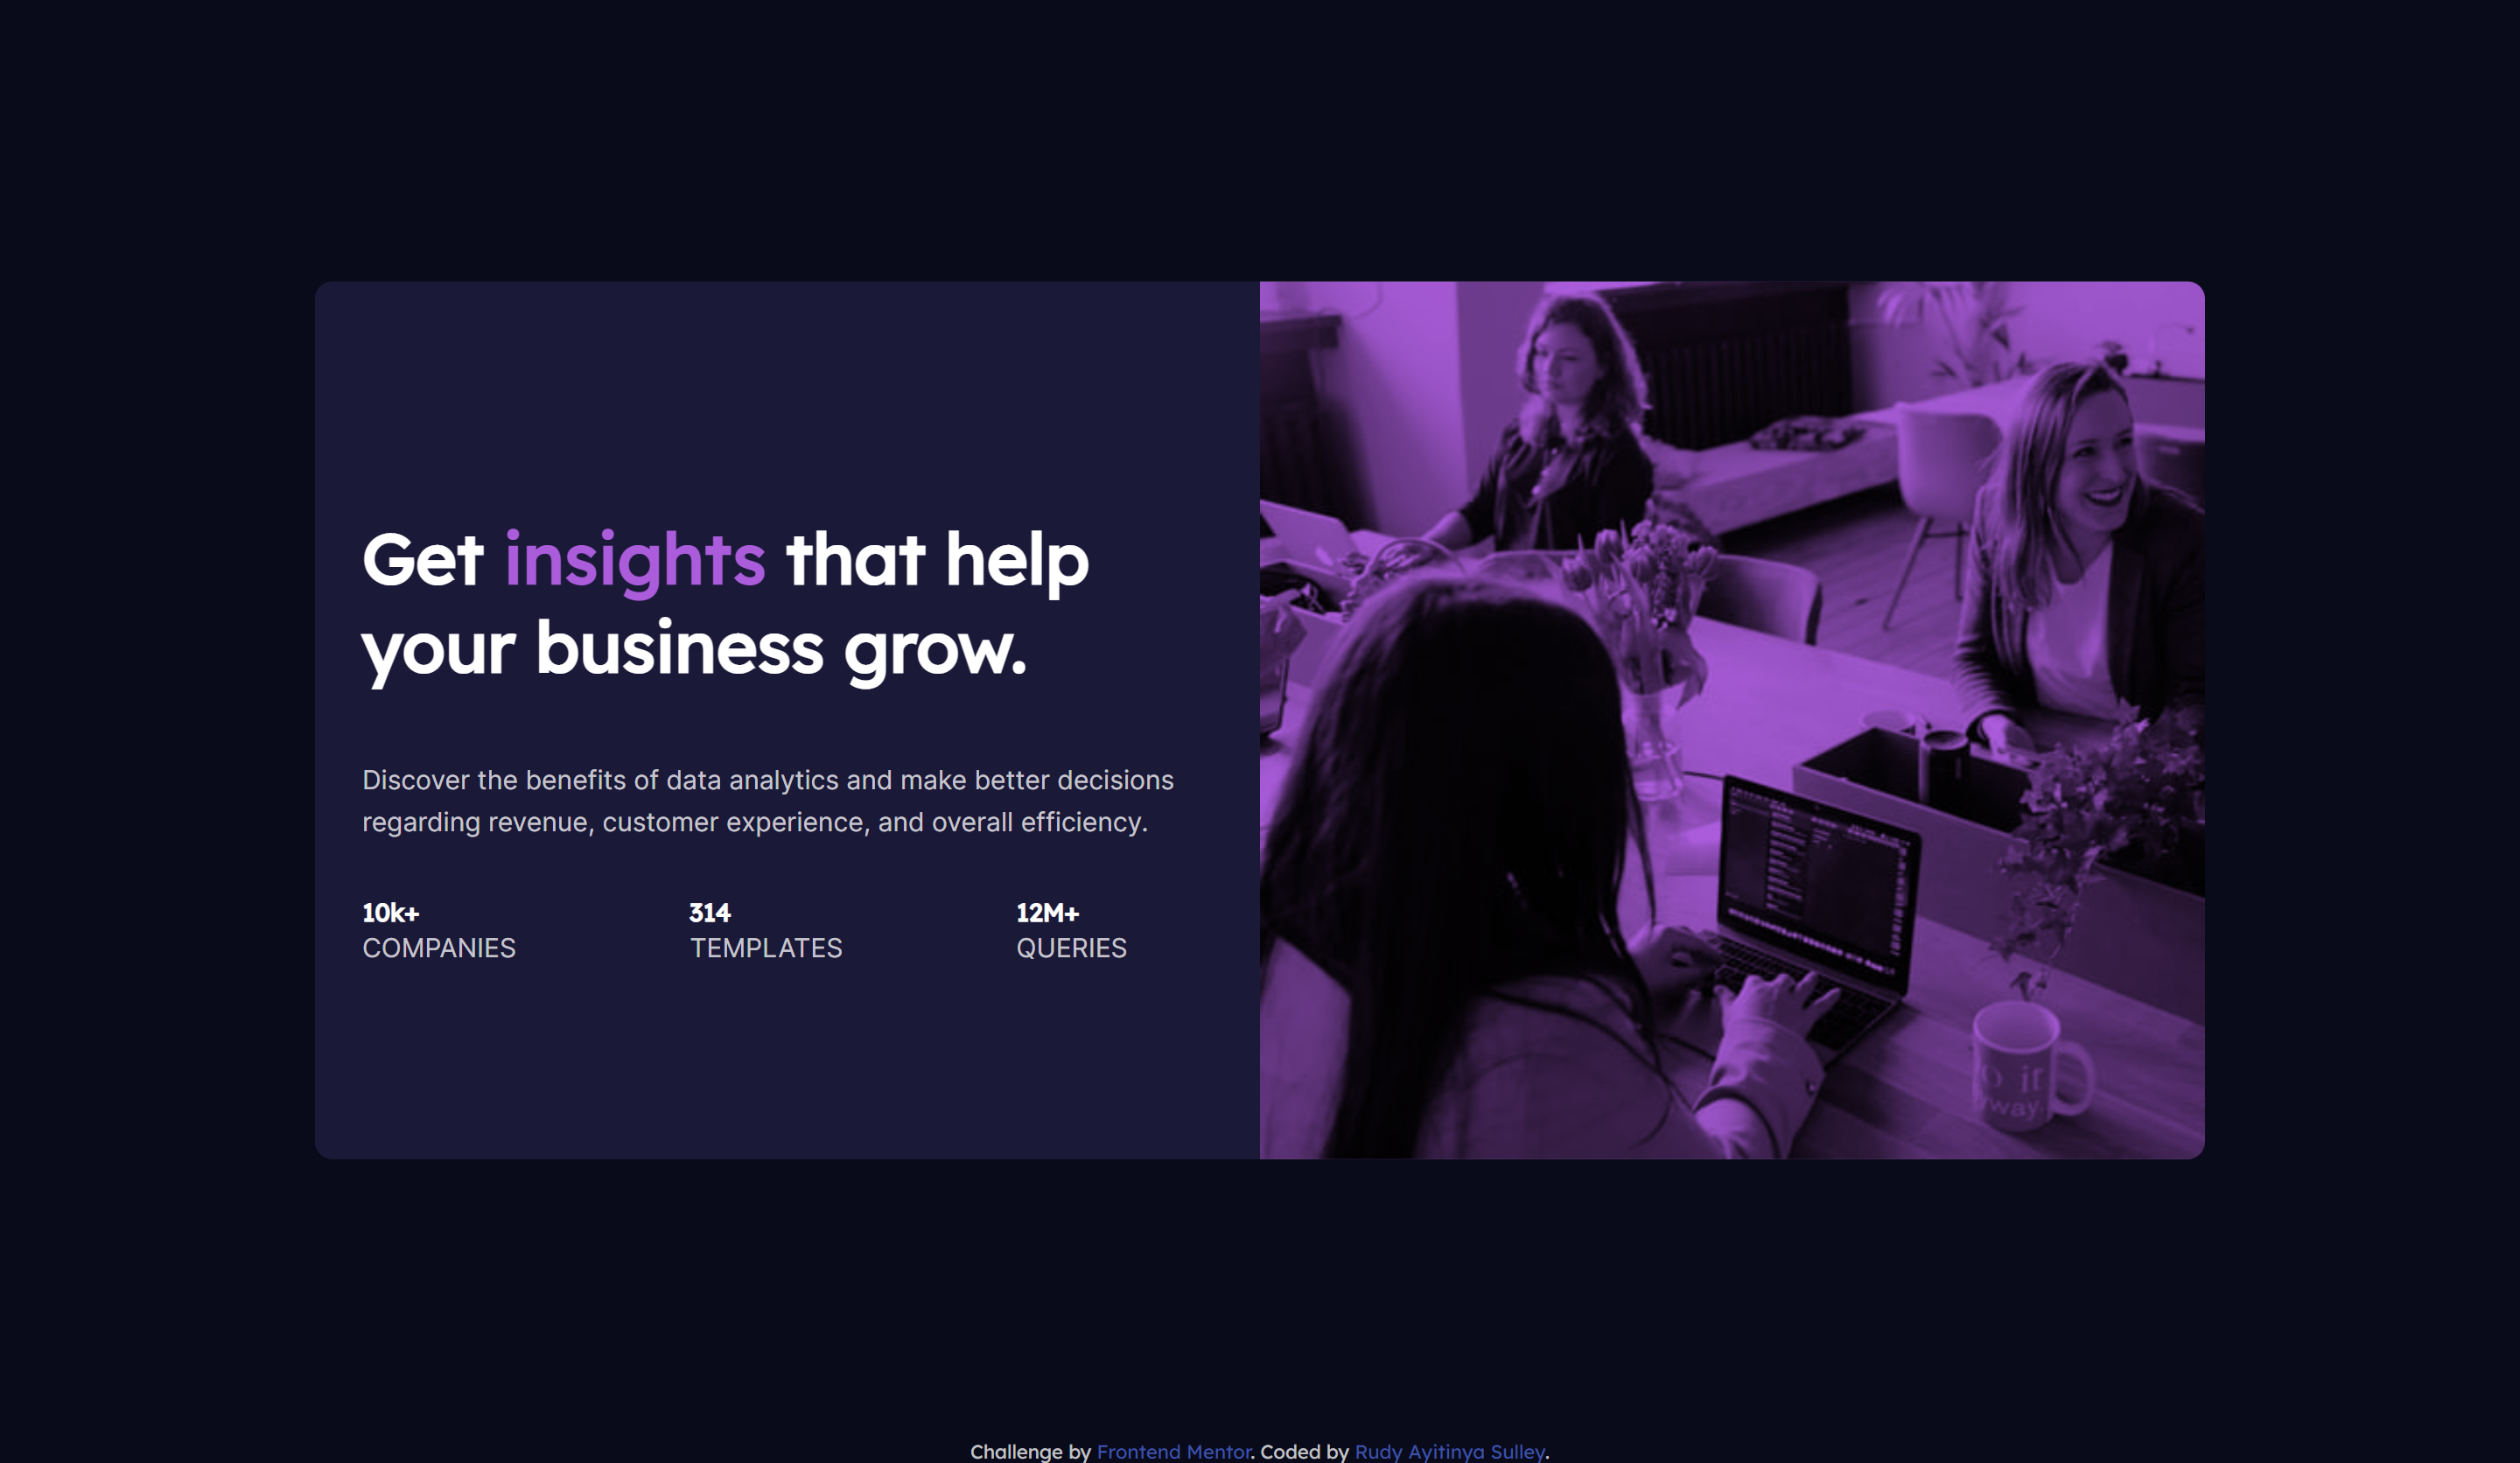 Get insights that help
your business grow.
Discover the benefits of data analytics and make better decisions
regarding revenue, customer experience, and overall efficiency.
10k+
COMPANIES
314
TEMPLATES
12M+
QUERIES
Challenge by Frontend Mentor. Coded by Rudy Ayitinya Sulley.